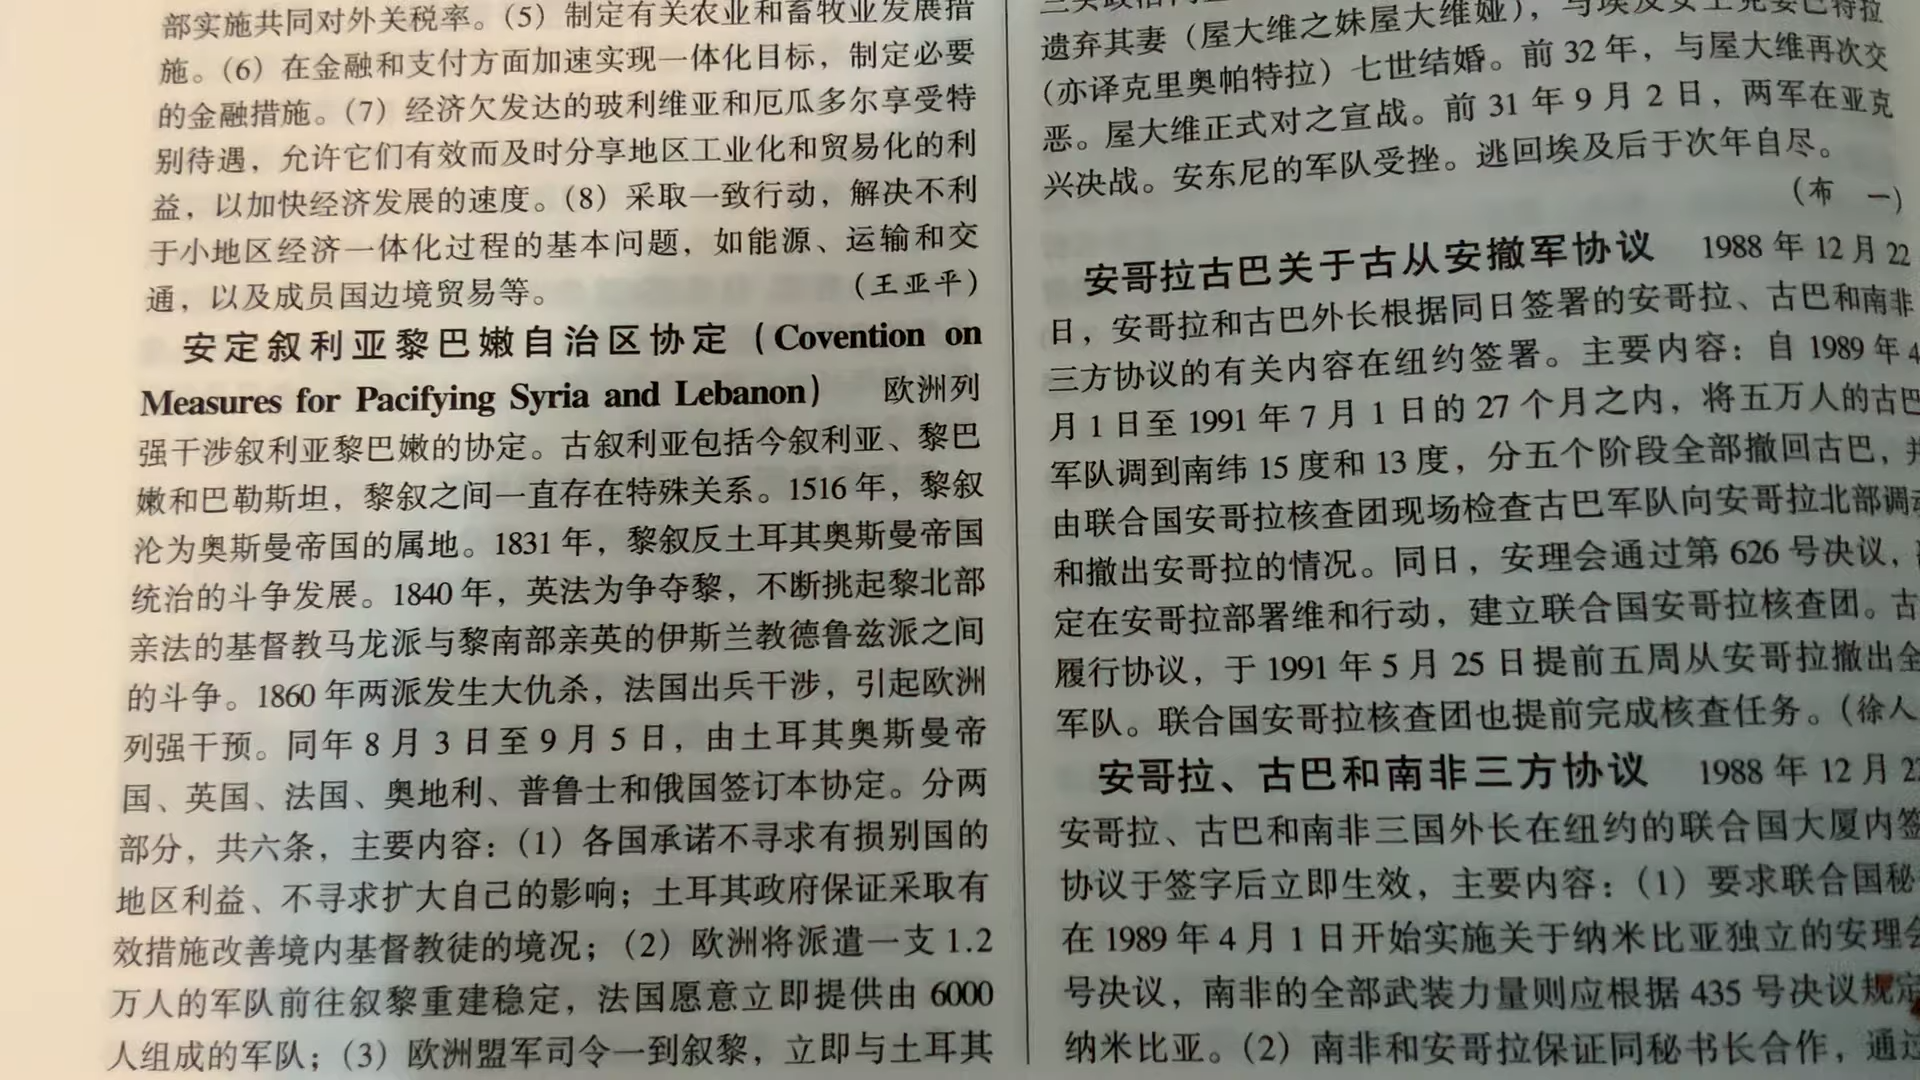 部实施共同对外关税率。（5）制定有关农业和畜牧业发展措
施。（6）在金融和支付方面加速实现一体化目标，制定必要
的金融措施。（7）经济欠发达的玻利维亚和厄瓜多尔享受特
别待遇，允许它们有效而及时分享地区工业化和贸易化的利
益，以加快经济发展的速度。（8）采取一致行动，解决不利
于小地区经济一体化过程的基本问题，如能源、运输和交
通，以及成员国边境贸易等。（王亚平）
安定叙利亚黎巴嫩自治区协定（Covention on
Measures for Pacifying Syria and Lebanon） 欧洲列
强干涉叙利亚黎巴嫩的协定。古叙利亚包括今叙利亚、黎巴
嫩和巴勒斯坦，黎叙之间一直存在特殊关系。1516 年，黎叙
沦为奥斯曼帝国的属地。1831 年，黎叙反土耳其奥斯曼帝国
统治的斗争发展。1840 年，英法为争夺黎，不断挑起黎北部
亲法的基督教马龙派与黎南部亲英的伊斯兰教德鲁兹派之间
的斗争。1860 年两派发生大仇杀，法国出兵干涉，引起欧洲
列强干预。同年 8 月 3 日至 9 月 5 日，由土耳其奥斯曼帝
国、英国、法国、奥地利、普鲁士和俄国签订本协定。分两
部分，共六条，主要内容：（1）各国承诺不寻求有损别国的
地区利益、不寻求扩大自己的影响；土耳其政府保证采取有
效措施改善境内基督教徒的境况；（2）欧洲将派遣一支 1.2
万人的军队前往叙黎重建稳定，法国愿意立即提供由 6000
人组成的军队；（3）欧洲盟军司令一到叙黎，立即与土耳其
遗弃其妻（屋大维之妹屋大维娅），与埃及女王克娄巴特拉
（亦译克里奥帕特拉）七世结婚。前 32 年，与屋大维再次交
恶。屋大维正式对之宣战。前 31 年 9 月 2 日，两军在亚克
兴决战。安东尼的军队受挫。逃回埃及后于次年自尽。
（布 一）
安哥拉古巴关于古从安撤军协议 1988 年 12 月 22
日，安哥拉和古巴外长根据同日签署的安哥拉、古巴和南非
三方协议的有关内容在纽约签署。主要内容：自 1989 年 4
月 1 日至 1991 年 7 月 1 日的 27 个月之内，将五万人的古巴
军队调到南纬 15 度和 13 度，分五个阶段全部撤回古巴，并
由联合国安哥拉核查团现场检查古巴军队向安哥拉北部调动
和撤出安哥拉的情况。同日，安理会通过第 626 号决议，
定在安哥拉部署维和行动，建立联合国安哥拉核查团。古
履行协议，于 1991 年 5 月 25 日提前五周从安哥拉撤出全
军队。联合国安哥拉核查团也提前完成核查任务。（徐人
安哥拉、古巴和南非三方协议 1988 年 12 月 22
安哥拉、古巴和南非三国外长在纽约的联合国大厦内签
协议于签字后立即生效，主要内容：（1）要求联合国秘
在 1989 年 4 月 1 日开始实施关于纳米比亚独立的安理会
号决议，南非的全部武装力量则应根据 435 号决议规定
纳米比亚。（2）南非和安哥拉保证同秘书长合作，通过